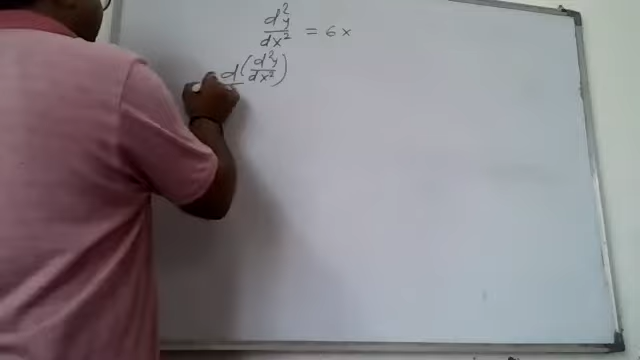 d²y/dx² = 6x
d/ (d²y/dx²)